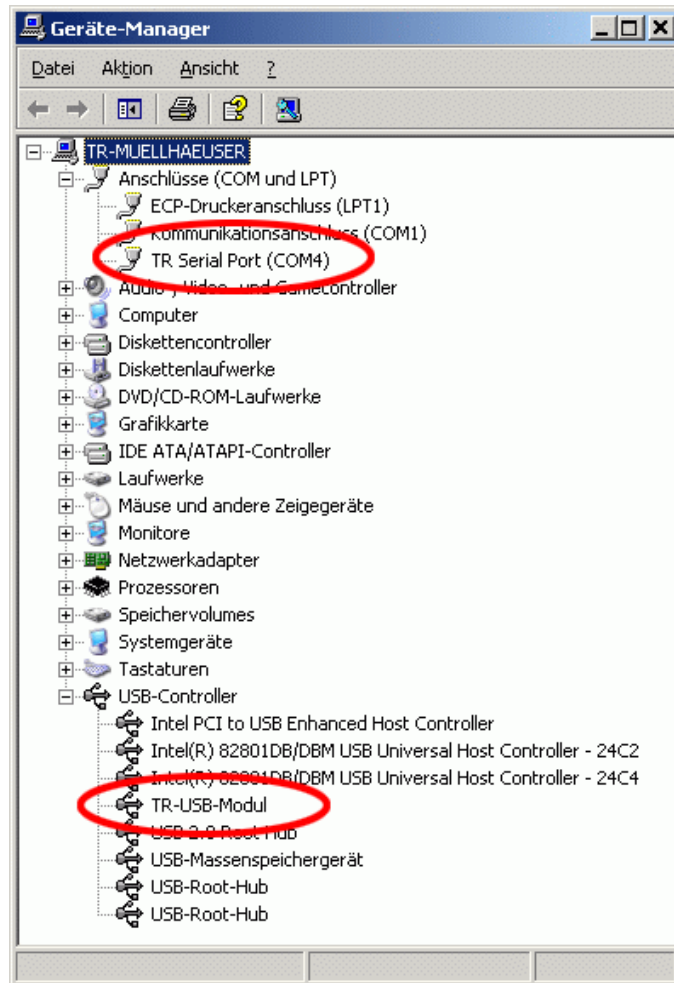 Geräte-Manager
Datei Aktion Ansicht ?
TR-MUELLHAEUSER
Anschlüsse (COM und LPT)
ECP-Druckeranschluss (LPT1)
Kommunikationsanschluss (COM1)
TR Serial Port (COM4)
Audio-, Video- und Gamecontroller
Computer
Diskettencontroller
Diskettenlaufwerke
DVD/CD-ROM-Laufwerke
Grafikkarte
IDE ATA/ATAPI-Controller
Laufwerke
Mäuse und andere Zeigegeräte
Monitore
Netzwerkadapter
Prozessoren
Speichervolumes
Systemgeräte
Tastaturen
USB-Controller
Intel PCI to USB Enhanced Host Controller
Intel(R) 82801DB/DBM USB Universal Host Controller - 24C2
Intel(R) 82801DB/DBM USB Universal Host Controller - 24C4
TR-USB-Modul
USB 2.0 Root Hub
USB-Massenspeichergerät
USB-Root-Hub
USB-Root-Hub